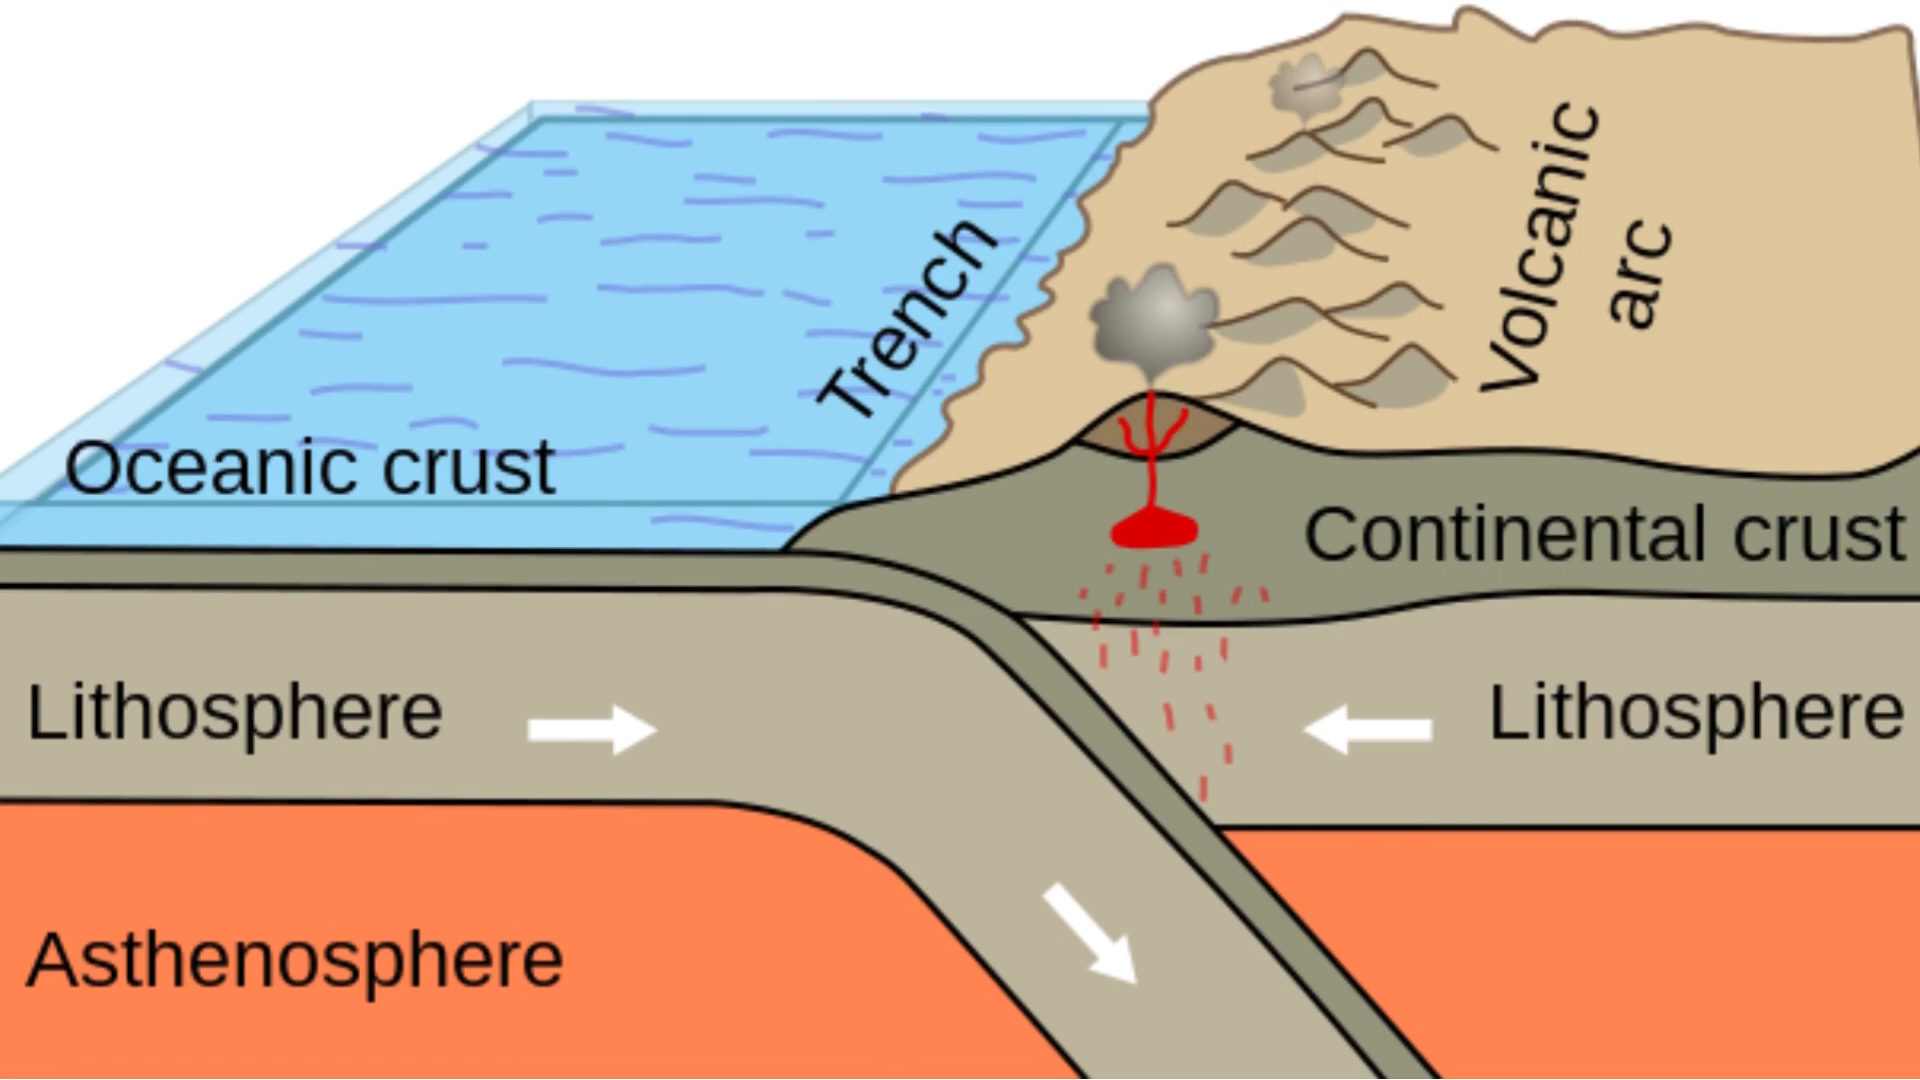 Volcanic
arc
Trench
Oceanic crust
Continental crust
Lithosphere
Lithosphere
Asthenosphere